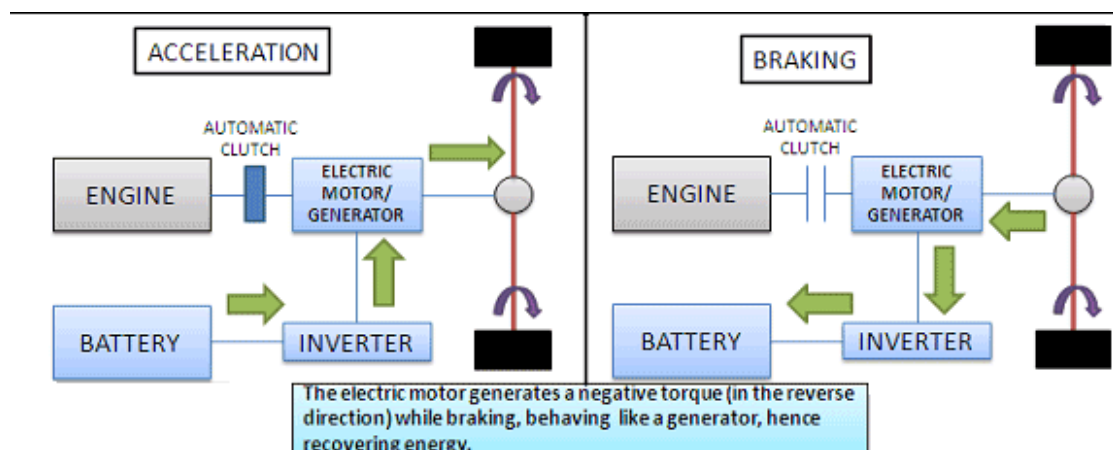 ACCELERATION
AUTOMATIC
CLUTCH
ENGINE
ELECTRIC
MOTOR/
GENERATOR
BATTERY
INVERTER
BRAKING
AUTOMATIC
CLUTCH
ENGINE
ELECTRIC
MOTOR/
GENERATOR
BATTERY
INVERTER
The electric motor generates a negative torque (in the reverse
direction) while braking, behaving like a generator, hence
recovering energy.